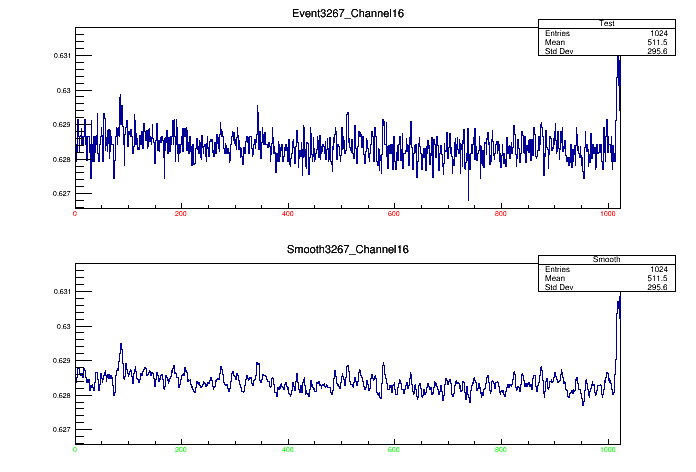 Event3267_Channel16
Test
Entries 1024
Mean 511.5
Std Dev 295.6
0.631
0.63
0.629
0.628
0.627
0 200 400 600 800 1000
Smooth3267_Channel16
Smooth
Entries 1024
Mean 511.5
Std Dev 295.6
0.631
0.63
0.629
0.628
0.627
0 200 400 600 800 1000